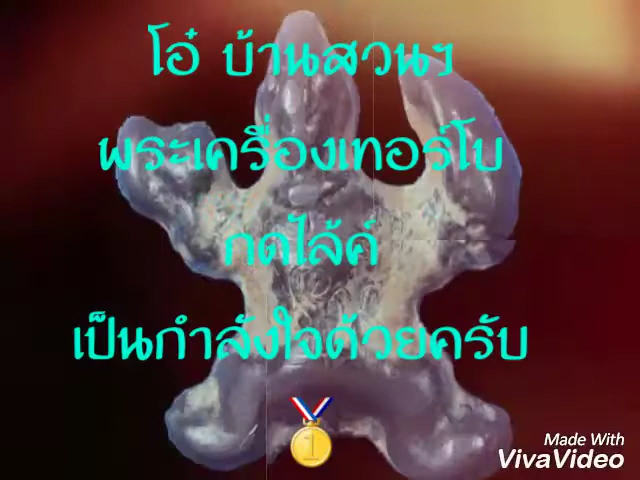 โอ๋ บ้านสวนฯ
พระเครื่องเทอร์โบ
กดไล้ค์
เป็นกำลังใจด้วยครับ
1
Made With
VivaVideo